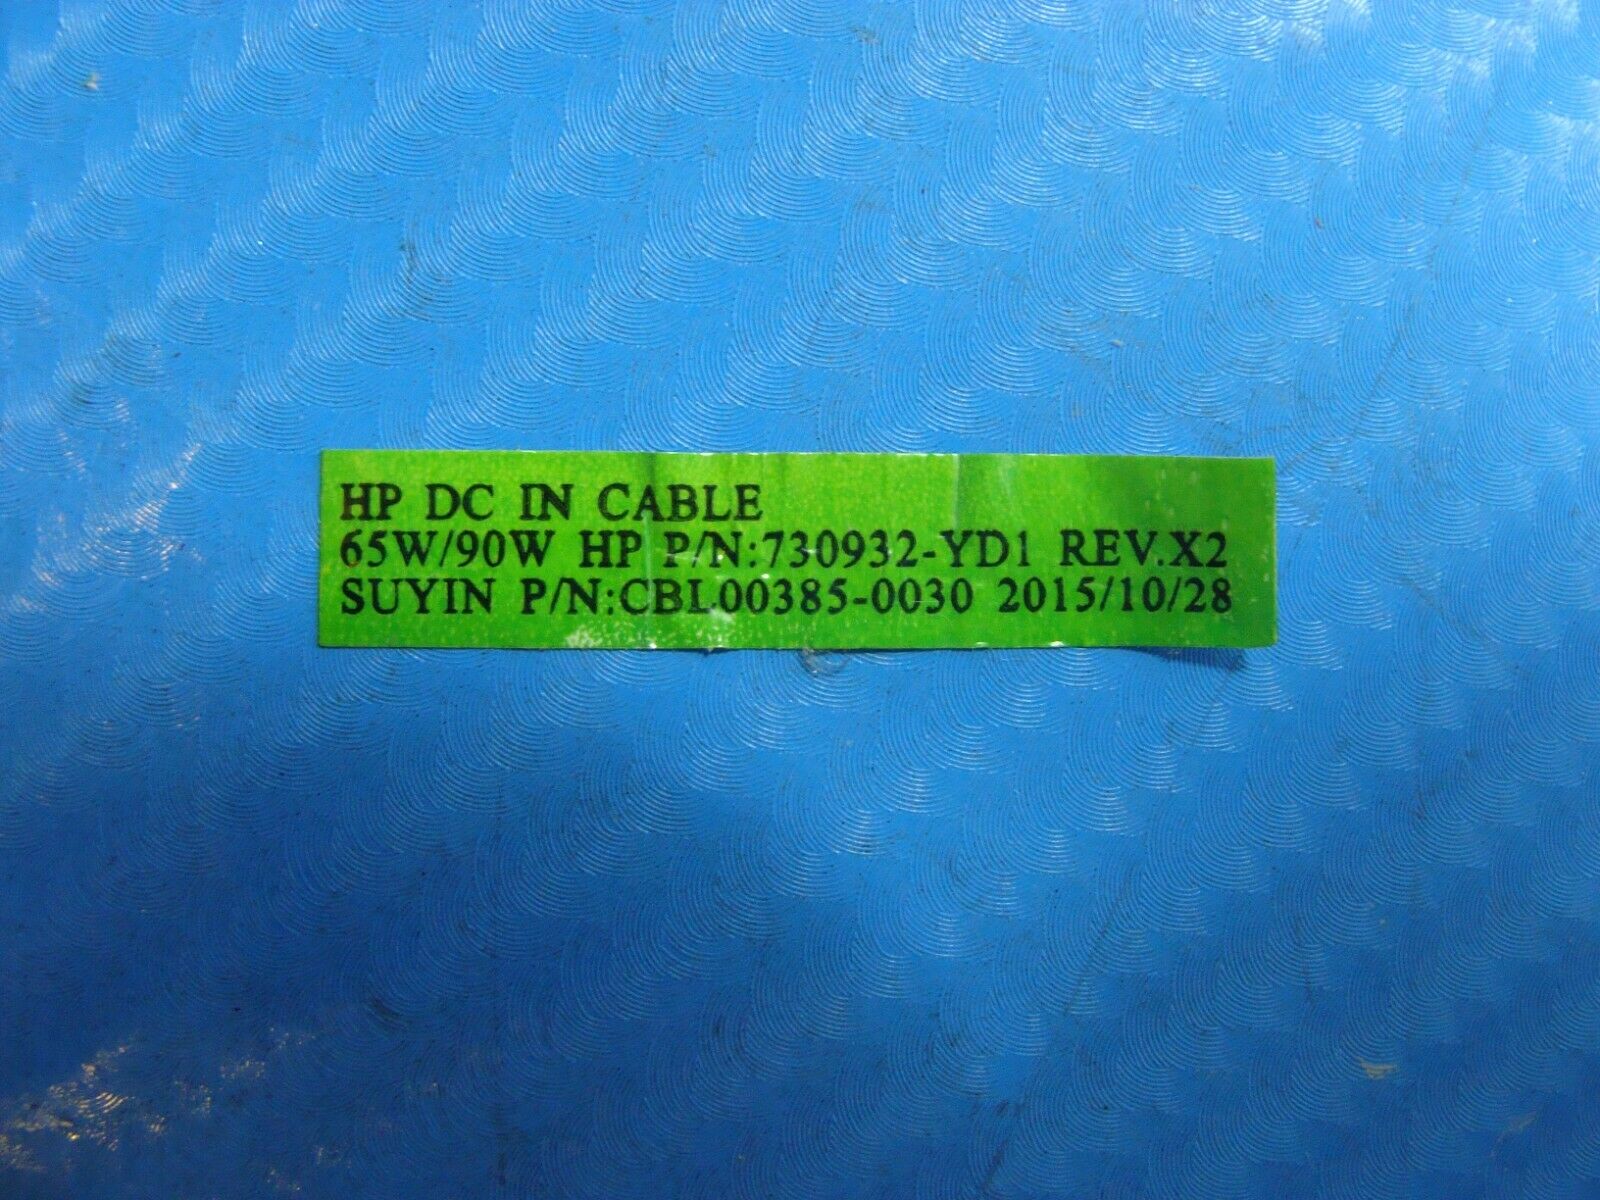 HP DC IN CABLE
65W/90W HP P/N:730932-YD1 REV.X2
SUYIN P/N:CBL00385-0030 2015/10/28